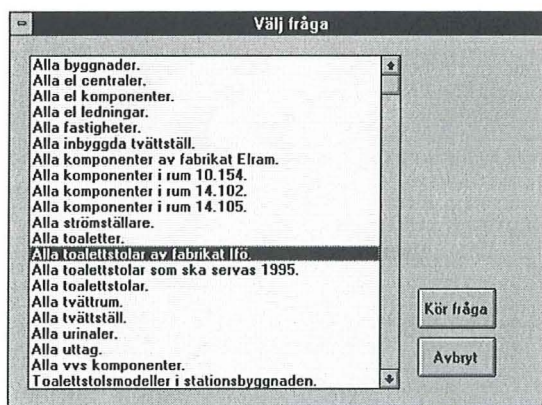 Välj fråga
Alla byggnader.
Alla el centraler.
Alla el komponenter.
Alla el ledningar.
Alla fastigheter.
Alla inbyggda tvättställ.
Alla komponenter av fabrikat Elram.
Alla komponenter i rum 10.154.
Alla komponenter i rum 14.102.
Alla komponenter i rum 14.105.
Alla strömställare.
Alla toaletter.
Alla toalettstolar av fabrikat Ifö.
Alla toalettstolar som ska servas 1995.
Alla toalettstolar.
Alla tvättrum.
Alla tvättställ.
Alla urinaler.
Alla uttag.
Alla vvs komponenter.
Toalettstolsmodeller i stationsbyggnaden.
Kör fråga
Avbryt